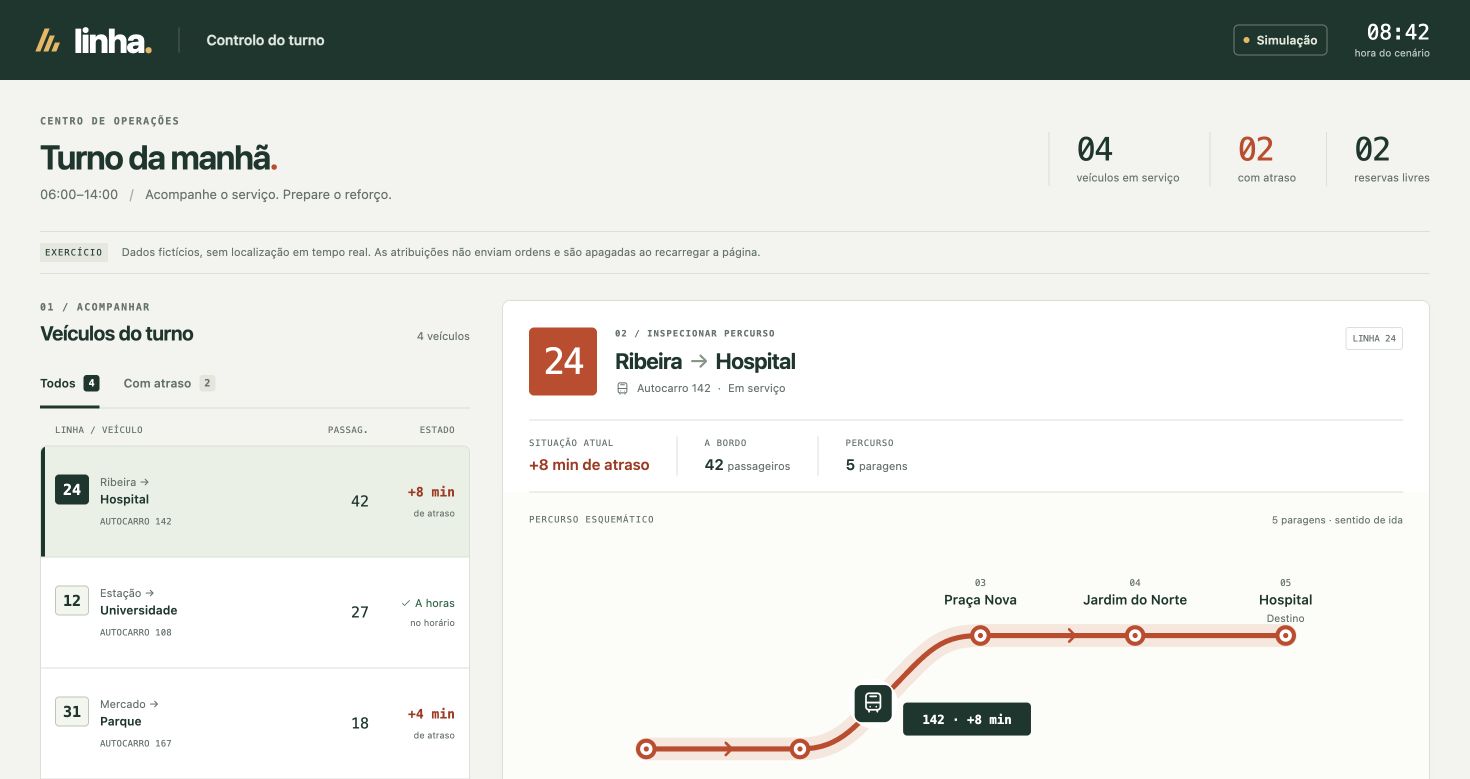 linha.
Controlo do turno
Simulação
08:42
hora do cenário
CENTRO DE OPERAÇÕES
Turno da manhã.
06:00–14:00 / Acompanhe o serviço. Prepare o reforço.
04
veículos em serviço
02
com atraso
02
reservas livres
EXERCÍCIO
Dados fictícios, sem localização em tempo real. As atribuições não enviam ordens e são apagadas ao recarregar a página.
01 / ACOMPANHAR
Veículos do turno
4 veículos
Todos 4
Com atraso 2
LINHA / VEÍCULO
PASSAG.
ESTADO
24
Ribeira →
Hospital
AUTOCARRO 142
42
+8 min
de atraso
12
Estação →
Universidade
AUTOCARRO 108
27
✓ A horas
no horário
31
Mercado →
Parque
AUTOCARRO 167
18
+4 min
de atraso
24
02 / INSPECIONAR PERCURSO
Ribeira → Hospital
Autocarro 142 · Em serviço
LINHA 24
SITUAÇÃO ATUAL
+8 min de atraso
A BORDO
42 passageiros
PERCURSO
5 paragens
PERCURSO ESQUEMÁTICO
5 paragens · sentido de ida
03
Praça Nova
04
Jardim do Norte
05
Hospital
Destino
142 · +8 min